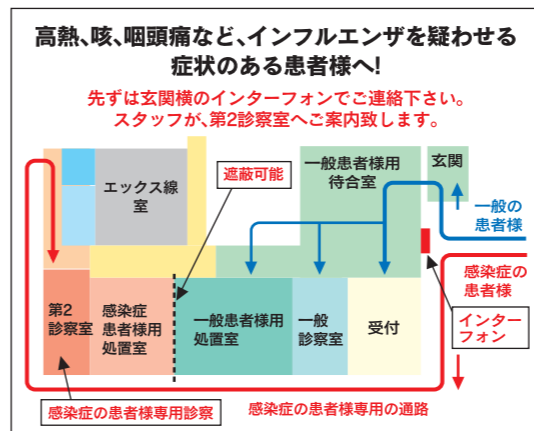 高熱、咳、咽頭痛など、インフルエンザを疑わせる
症状のある患者様へ!
先ずは玄関横のインターフォンでご連絡下さい。
スタッフが、第2診察室へご案内致します。
エックス線
室
遮蔽可能
一般患者様用
待合室
玄関
一般の
患者様
感染症の
患者様
インター
フォン
第2
診察室
感染症
患者様用
処置室
一般患者様用
処置室
一般
診察室
受付
感染症の患者様専用診察
感染症の患者様専用の通路